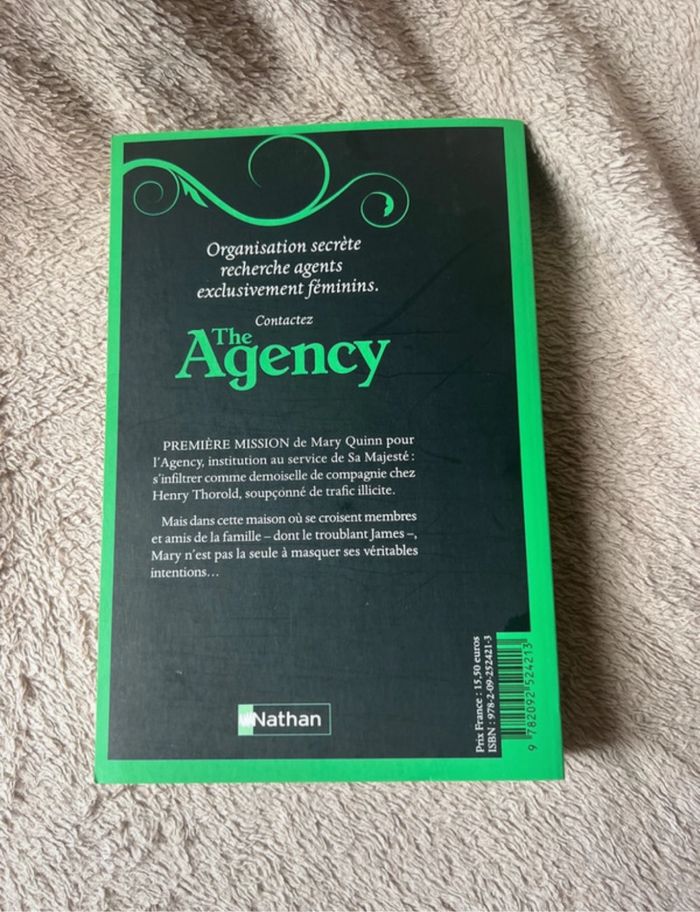 Organisation secrète
recherche agents
exclusivement féminins.
Contactez
The
Agency
PREMIÈRE MISSION de Mary Quinn pour
l'Agency, institution au service de Sa Majesté :
s'infiltrer comme demoiselle de compagnie chez
Henry Thorold, soupçonné de trafic illicite.
Mais dans cette maison où se croisent membres
et amis de la famille – dont le troublant James –,
Mary n'est pas la seule à masquer ses véritables
intentions…
Nathan
Prix France : 15,50 euros
ISBN : 978-2-09-252421-3
9 782092 524213